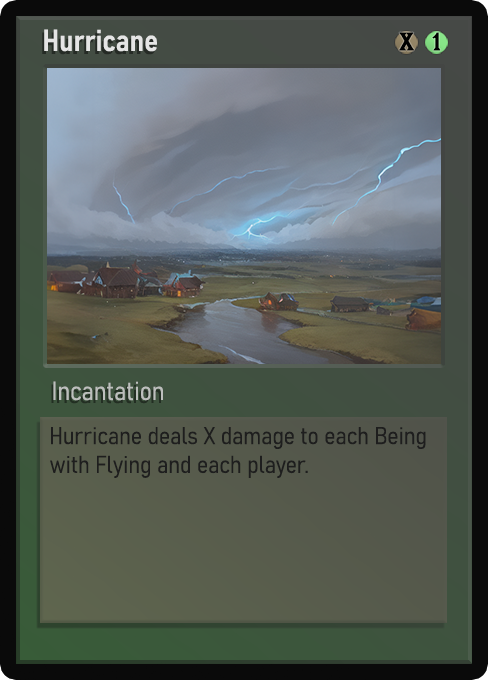 Hurricane X 1
Incantation
Hurricane deals X damage to each Being
with Flying and each player.